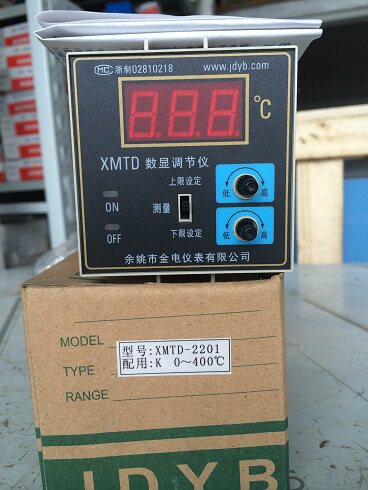 MC 浙制02810218 www.jdyb.com
8.8.8. ℃
XMTD 数显调节仪
上限设定
低 高
ON 测量
OFF 下限设定
低 高
余姚市金电仪表有限公司
MODEL
TYPE
RANGE
型号:XMTD-2201
配用:K 0～400℃
JDYB